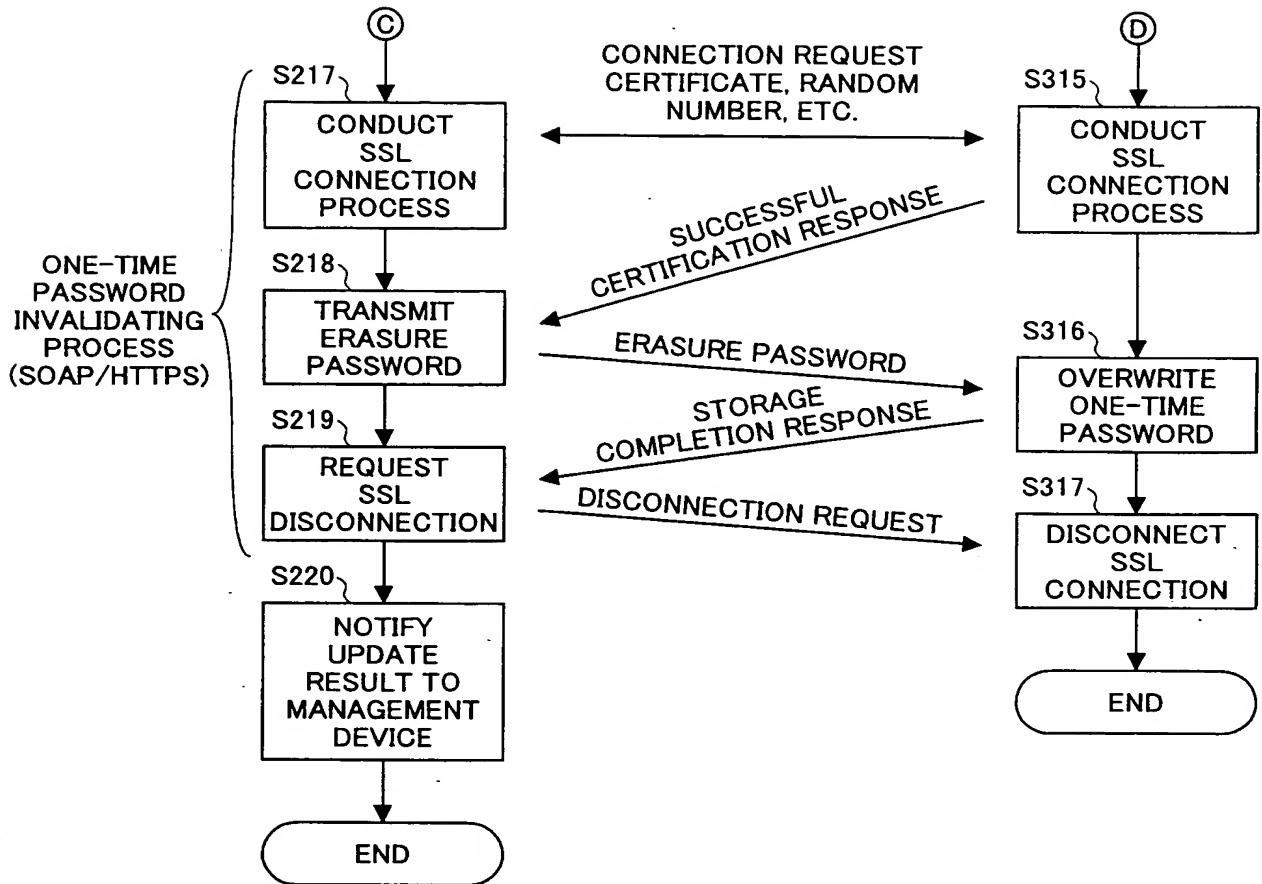 C
D
CONNECTION REQUEST
CERTIFICATE, RANDOM
NUMBER, ETC.
S217
CONDUCT
SSL
CONNECTION
PROCESS
S315
CONDUCT
SSL
CONNECTION
PROCESS
SUCCESSFUL
CERTIFICATION RESPONSE
ONE-TIME
PASSWORD
INVALIDATING
PROCESS
(SOAP/HTTPS)
S218
TRANSMIT
ERASURE
PASSWORD
ERASURE PASSWORD
S316
OVERWRITE
ONE-TIME
PASSWORD
STORAGE
COMPLETION RESPONSE
S219
REQUEST
SSL
DISCONNECTION
DISCONNECTION REQUEST
S317
DISCONNECT
SSL
CONNECTION
S220
NOTIFY
UPDATE
RESULT TO
MANAGEMENT
DEVICE
END
END